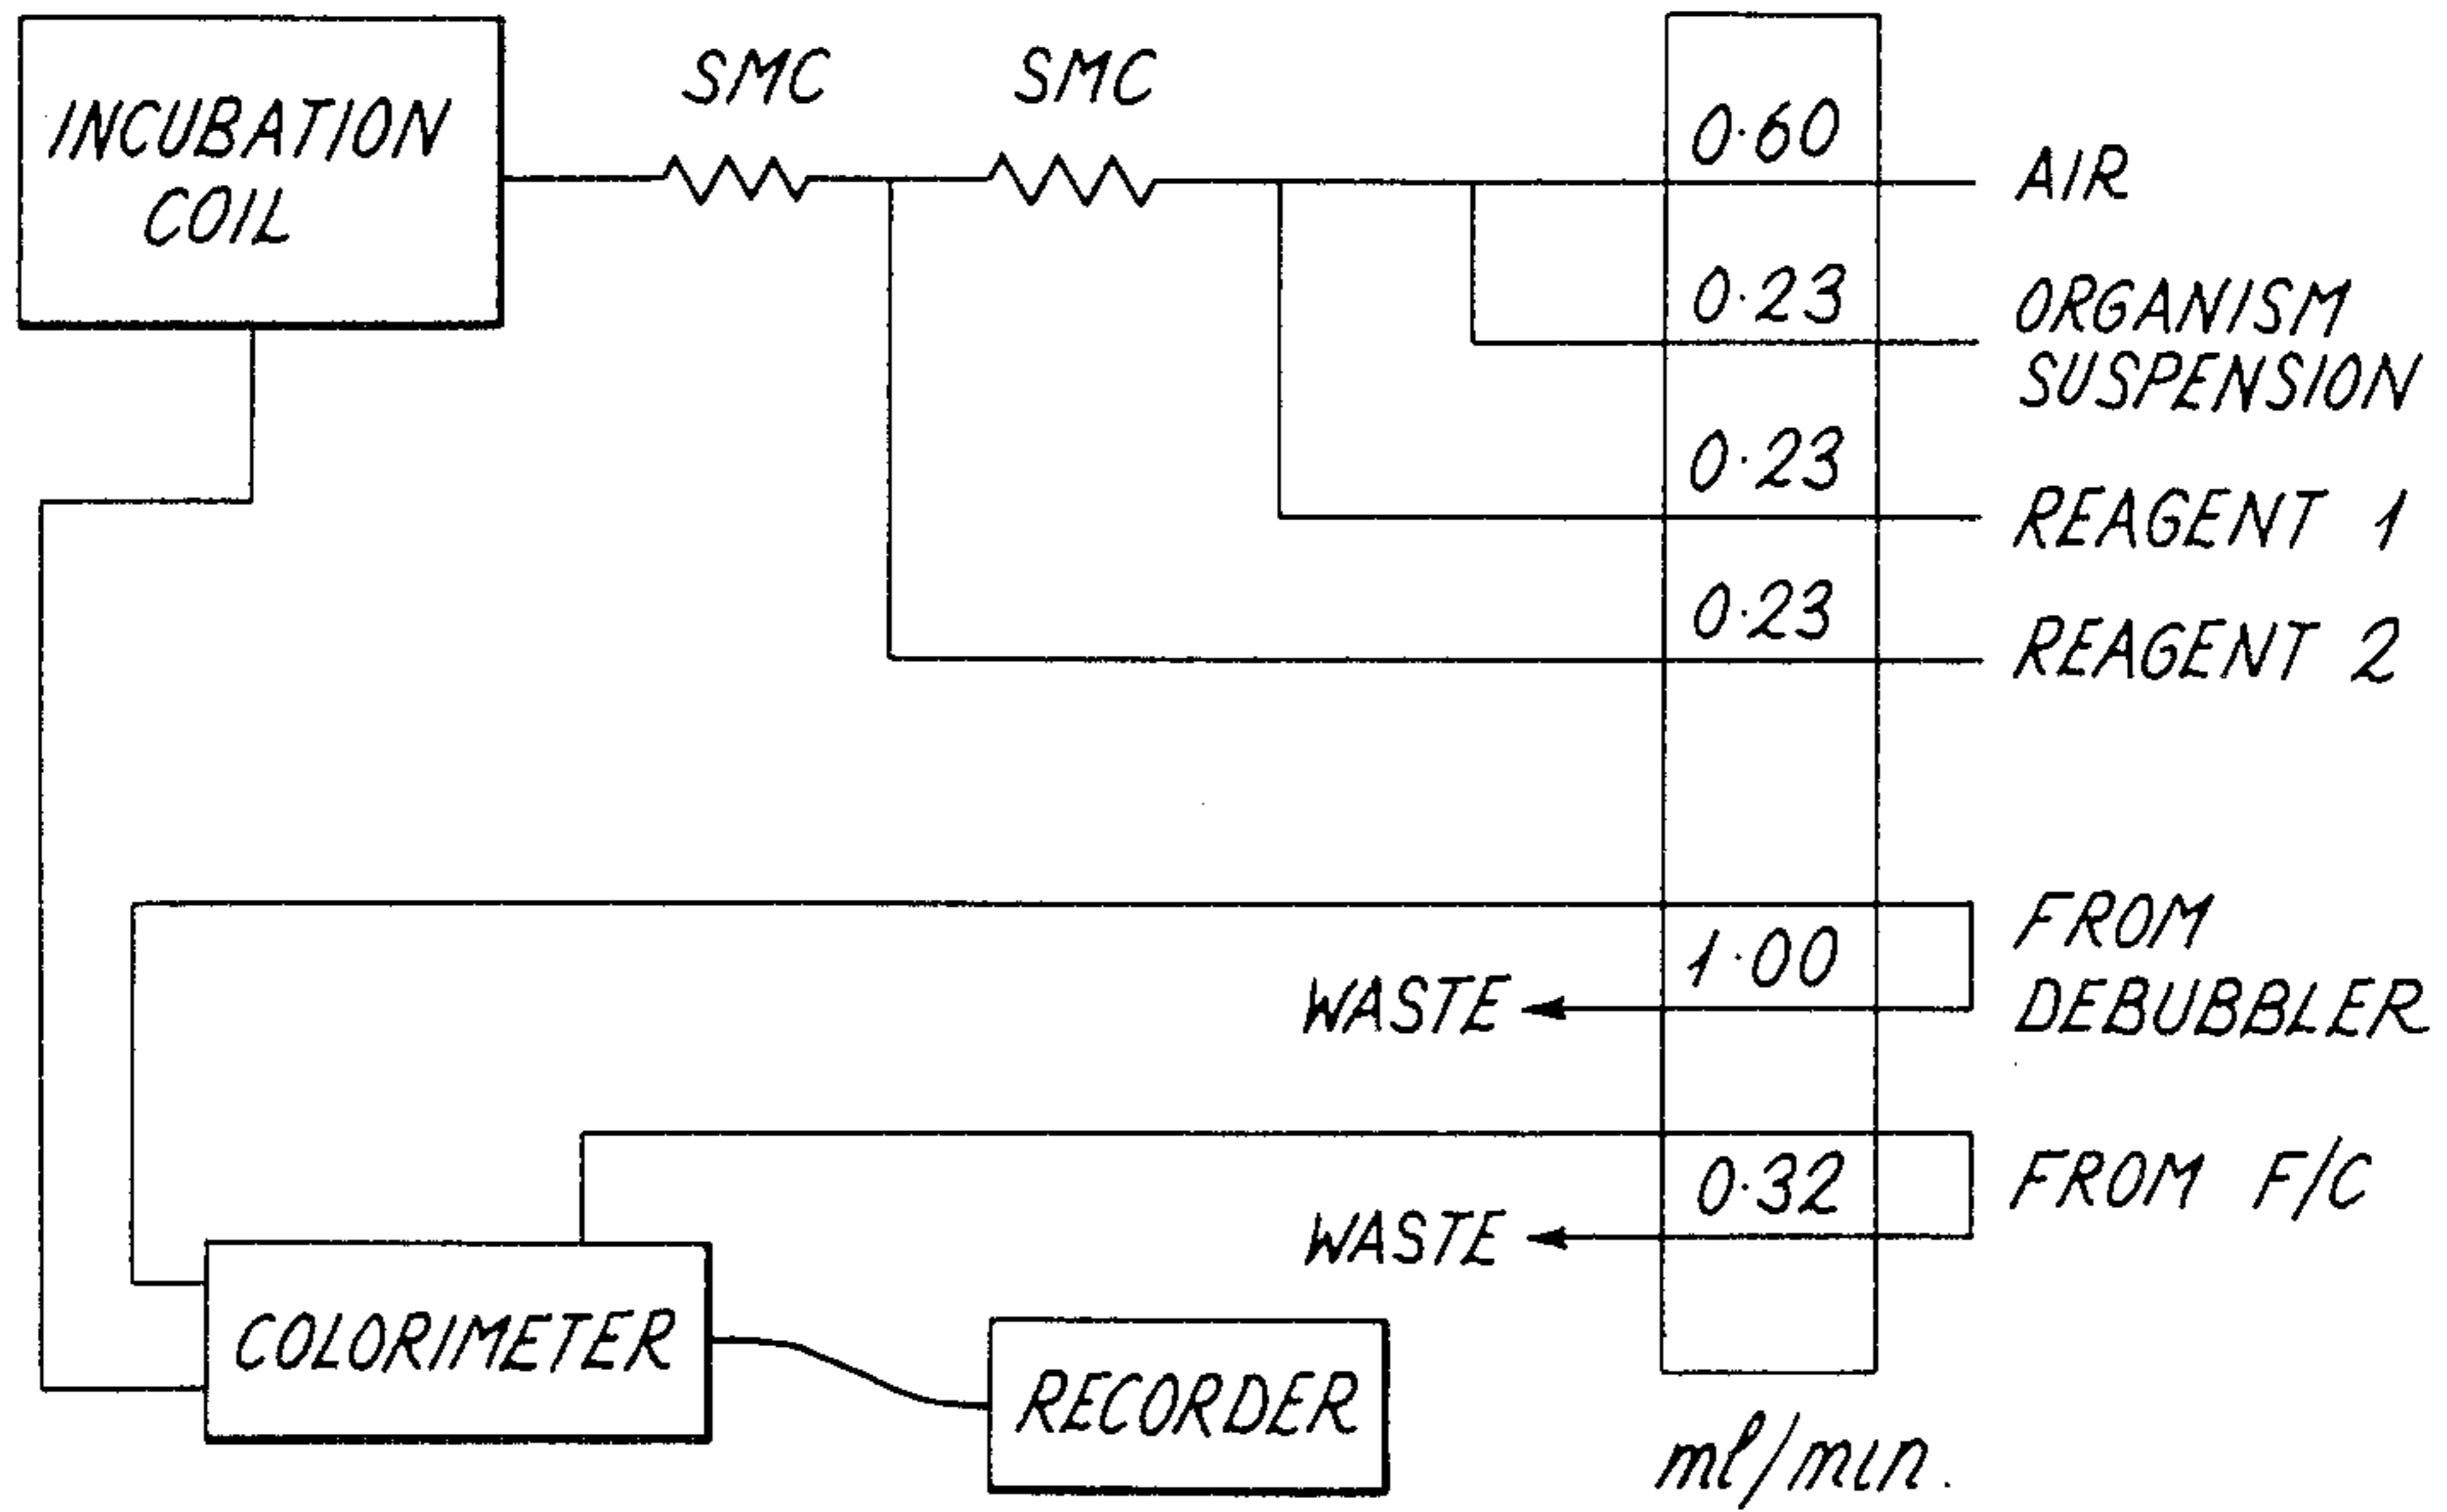 INCUBATION
COIL
SMC
SMC
0·60
AIR
0·23
ORGANISM
SUSPENSION
0·23
REAGENT 1
0·23
REAGENT 2
FROM
DEBUBBLER
1·00
WASTE
0·32
FROM F/C
WASTE
COLORIMETER
RECORDER
ml/min.